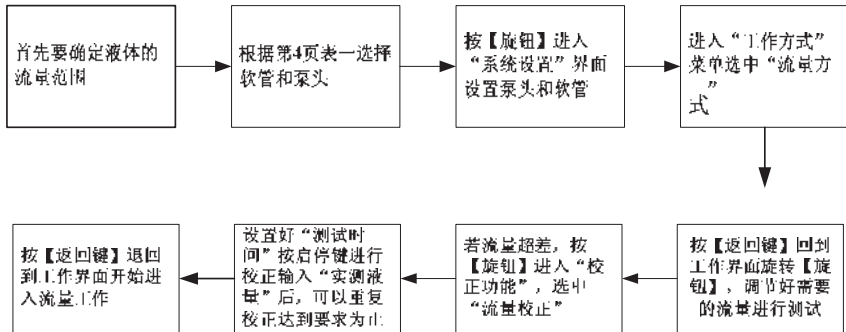 首先要确定液体的
流量范围
根据第4页表一选择
软管和泵头
按【旋钮】进入
“系统设置”界面
设置泵头和软管
进入“工作方式”
菜单选中“流量方
”
式
按【返回键】回到
工作界面旋转【旋
钮】，调节好需要
的流量进行测试
若流量超差，按
【旋钮】进入“校
正功能”，选中
“流量校正”
设置好“测试时
间”按启停键进行
校正输入“实测液
量”后，可以重复
校正达到要求为止
按【返回键】退回
到工作界面开始进
入流量工作